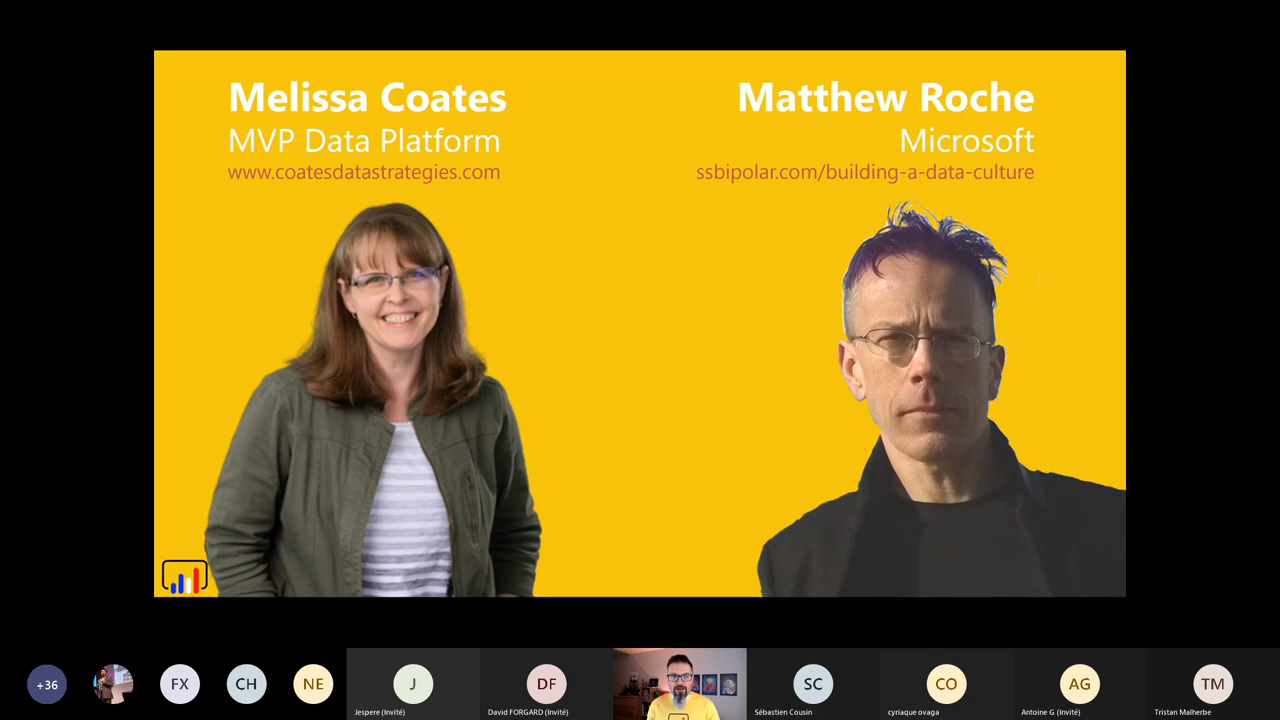 Melissa Coates
MVP Data Platform
www.coatesdatastrategies.com
Matthew Roche
Microsoft
ssbipolar.com/building-a-data-culture
+36
FX
CH
NE
J
Jespere (Invité)
DF
David FORGARD (Invité)
SC
Sébastien Cousin
CO
cyriaque ovaga
AG
Antoine G (Invité)
TM
Tristan Malherbe